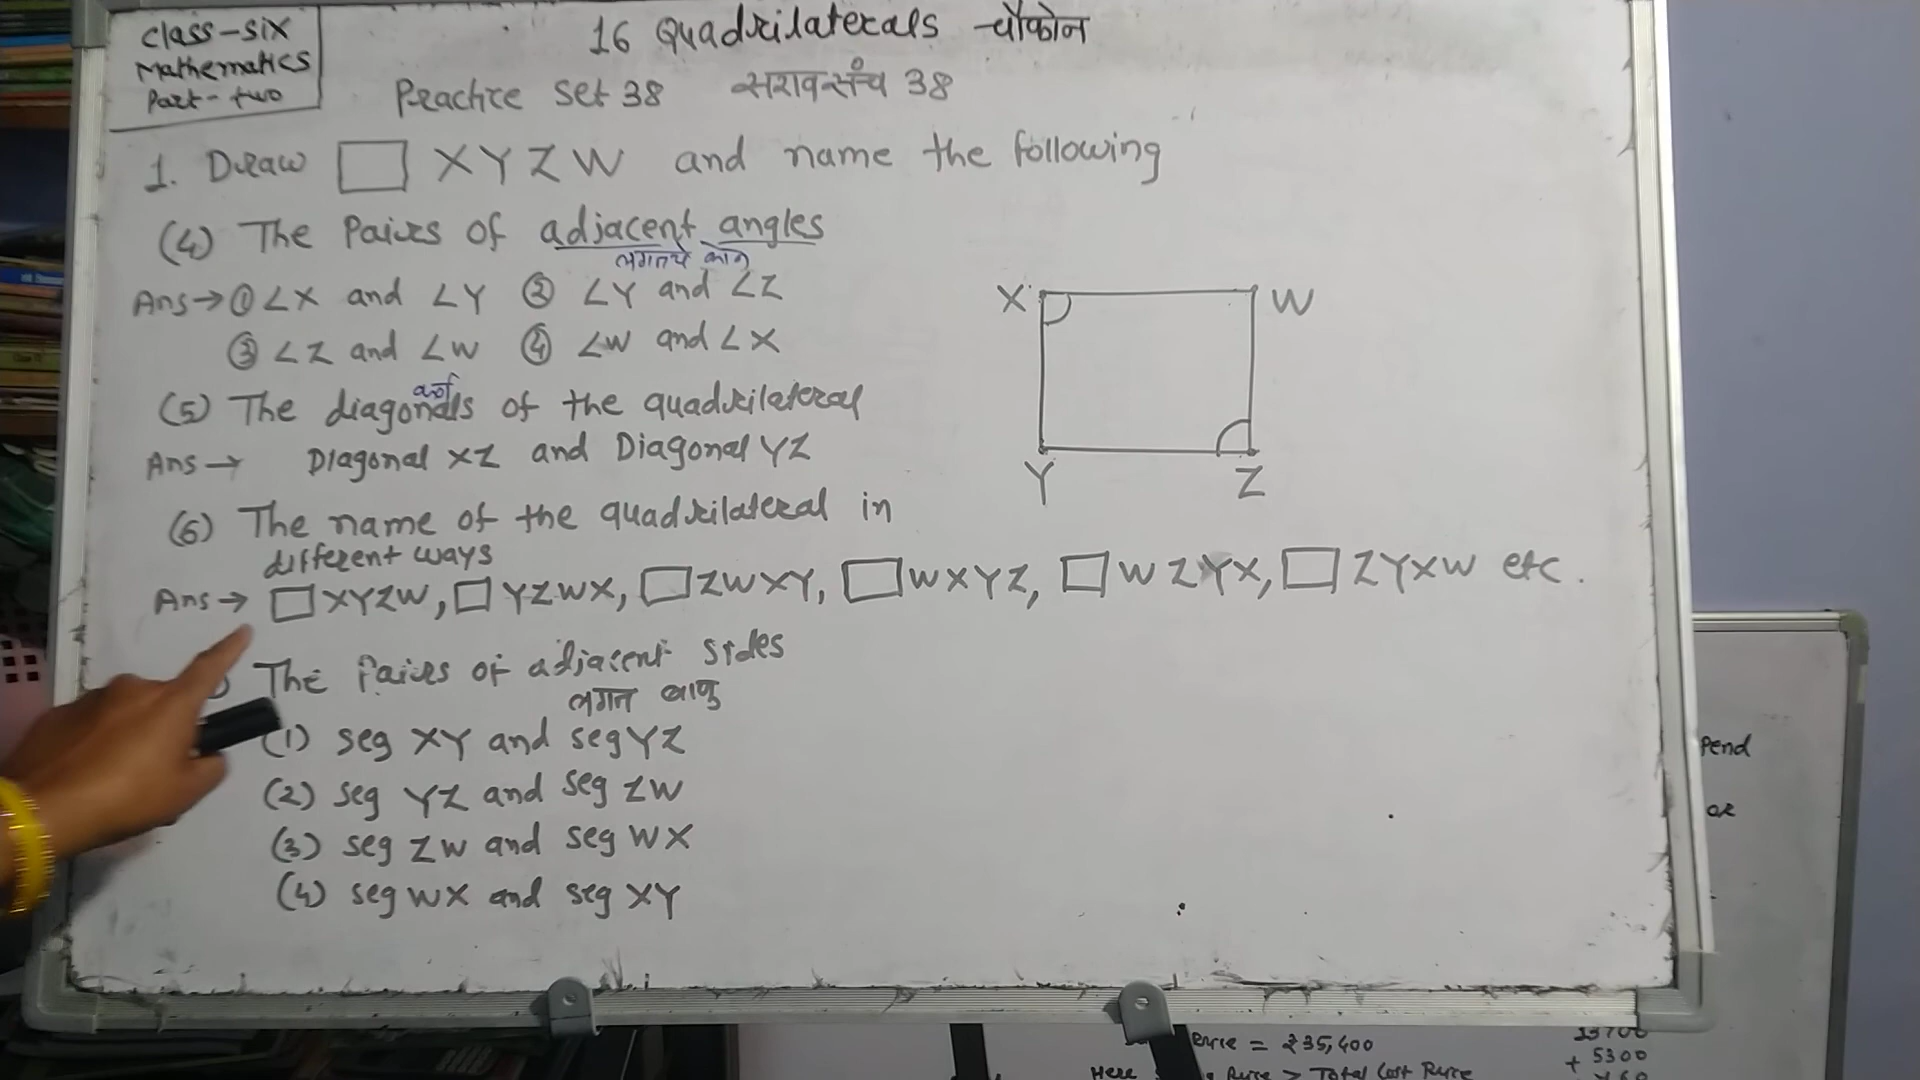 class-six
Mathematics
Part-two
16 Quadrilaterals चौकोन
Practice Set 38 सरावसंच 38
1. Draw □ XYZW and name the following
(4) The Pairs of adjacent angles
लगतचे कोन
Ans→ ① ∠X and ∠Y ② ∠Y and ∠Z
③ ∠Z and ∠W ④ ∠W and ∠X
कर्ण
(5) The diagonals of the quadrilateral
Ans→ Diagonal XZ and Diagonal YZ
(6) The name of the quadrilateral in
different ways
Ans→ □XYZW, □YZWX, □ZWXY, □WXYZ, □WZYX, □ZYXW etc.
The Pairs of adjacent sides
लगत बाजु
(1) seg XY and seg YZ
(2) seg YZ and seg ZW
(3) seg ZW and seg WX
(4) seg WX and seg XY
X W
Y Z
Pend
or
= ₹35,400
+ 5300
Here Price > Total Cost Price